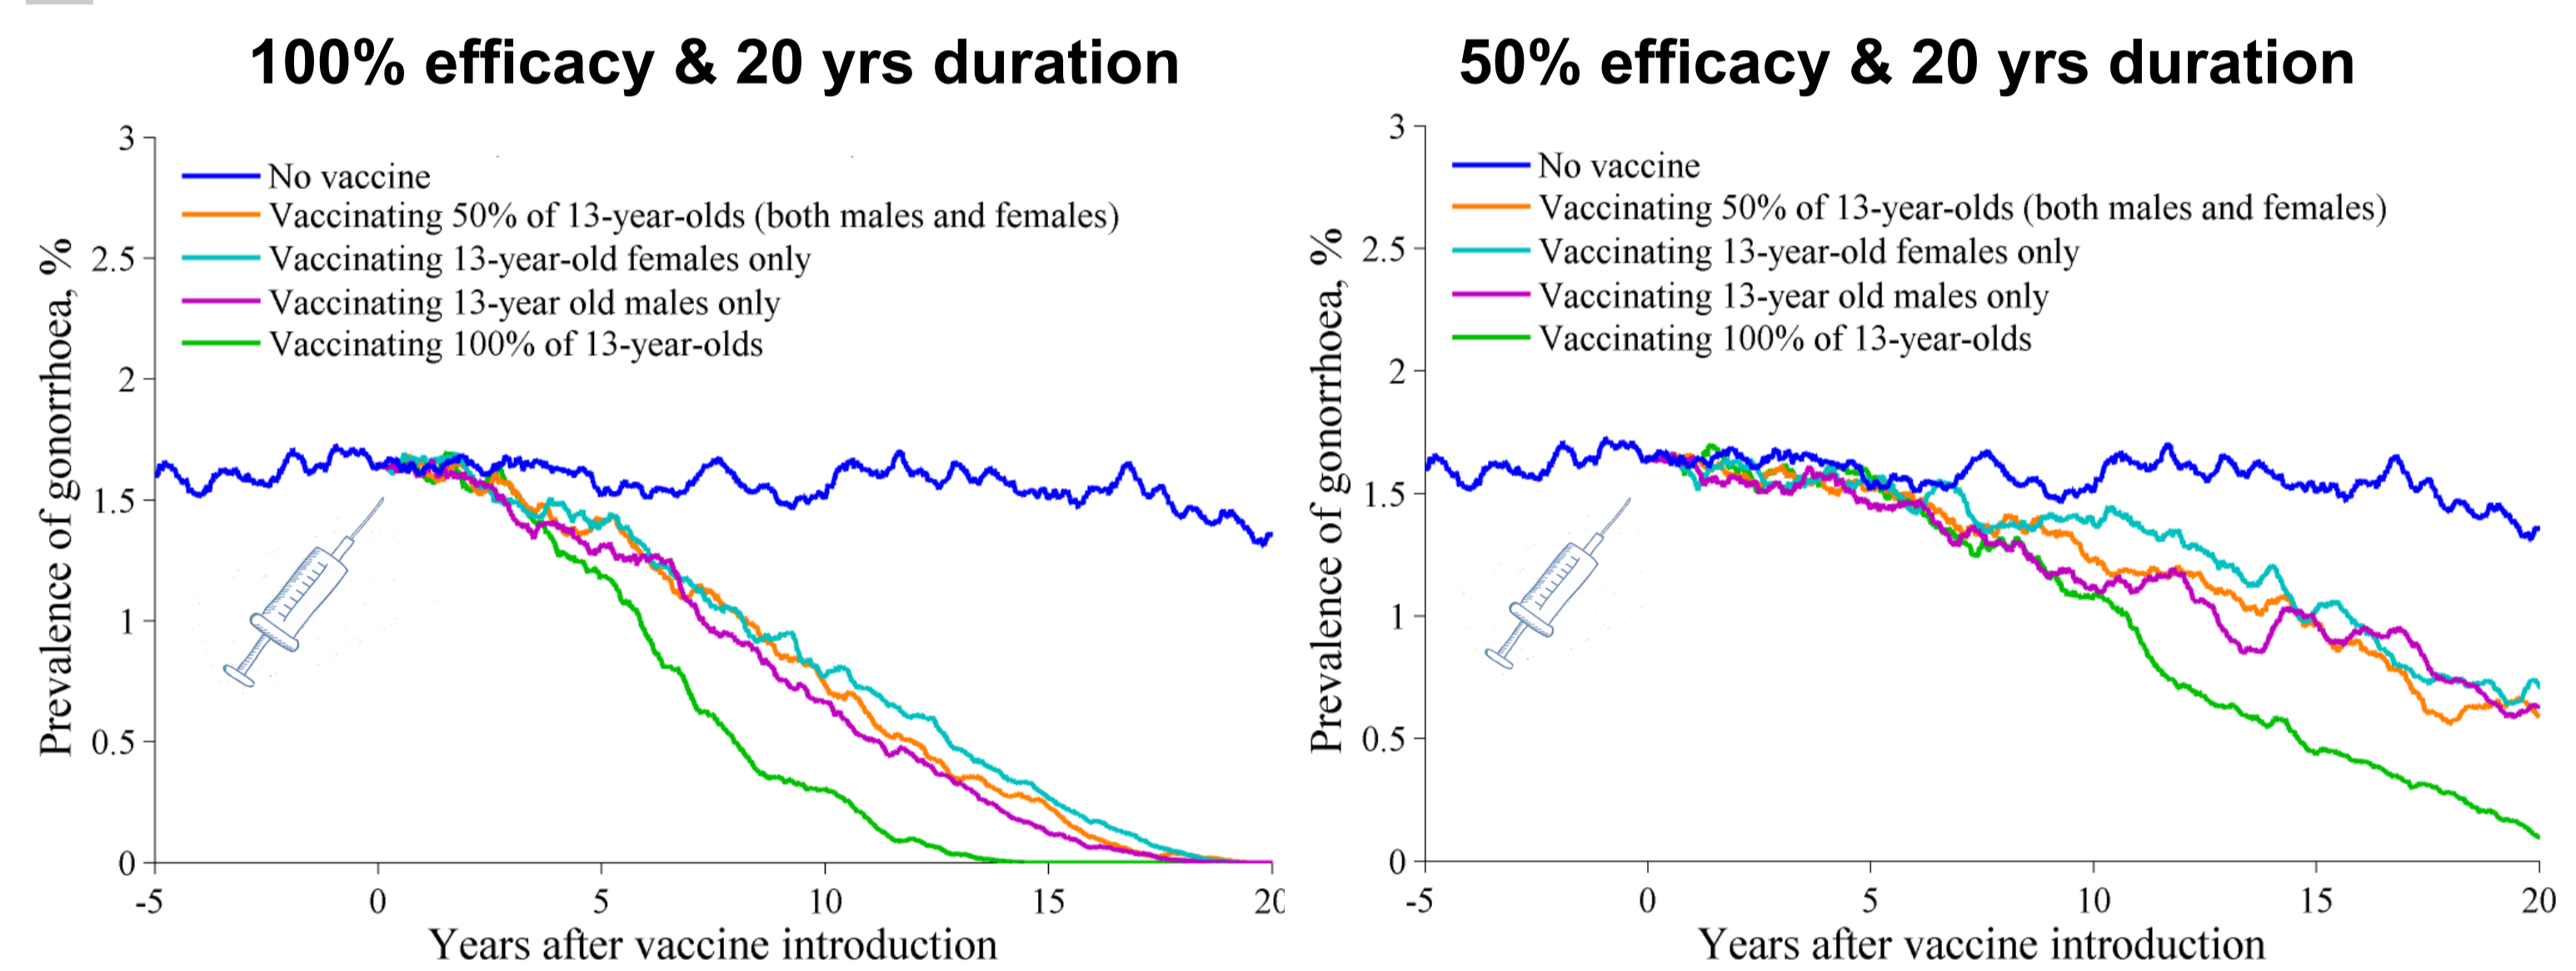 100% efficacy & 20 yrs duration
3
2.5
2
1.5
1
0.5
0
Prevalence of gonorrhoea, %
No vaccine
Vaccinating 50% of 13-year-olds (both males and females)
Vaccinating 13-year-old females only
Vaccinating 13-year old males only
Vaccinating 100% of 13-year-olds
-5 0 5 10 15 20
Years after vaccine introduction
50% efficacy & 20 yrs duration
3
2.5
2
1.5
1
0.5
0
Prevalence of gonorrhoea, %
No vaccine
Vaccinating 50% of 13-year-olds (both males and females)
Vaccinating 13-year-old females only
Vaccinating 13-year old males only
Vaccinating 100% of 13-year-olds
-5 0 5 10 15 20
Years after vaccine introduction